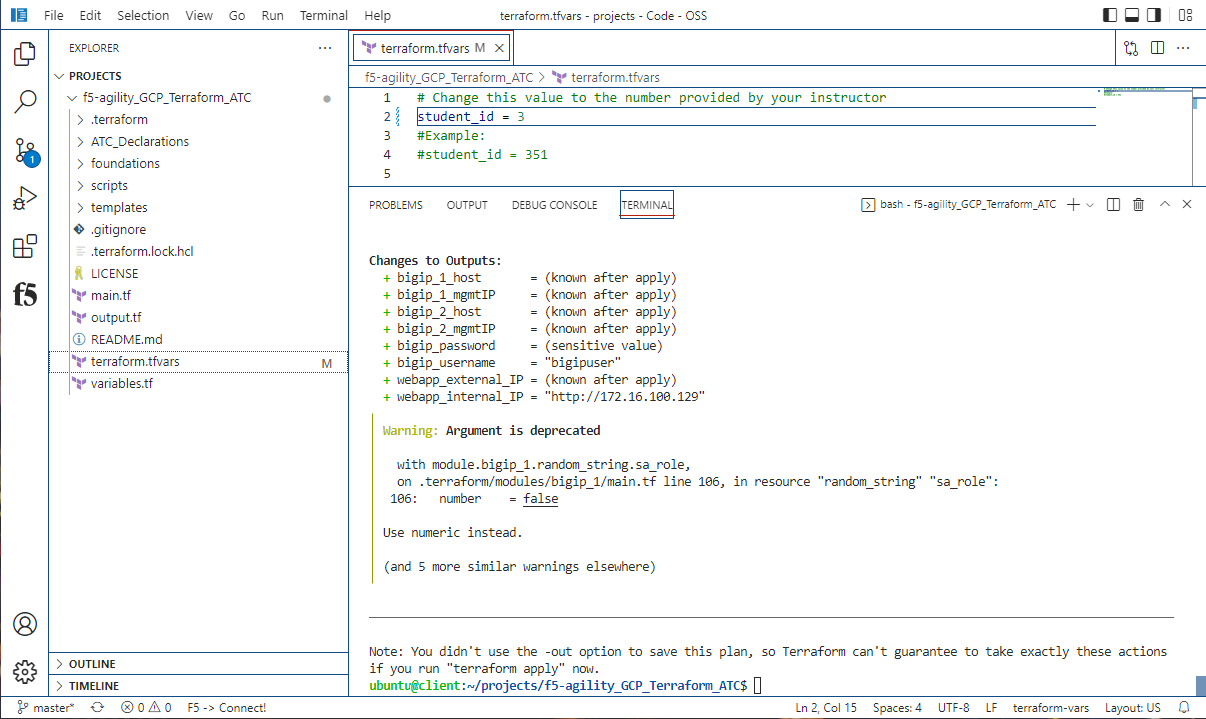 File Edit Selection View Go Run Terminal Help terraform.tfvars - projects - Code - OSS
EXPLORER
PROJECTS
f5-agility_GCP_Terraform_ATC
.terraform
ATC_Declarations
foundations
scripts
templates
.gitignore
.terraform.lock.hcl
LICENSE
main.tf
output.tf
README.md
terraform.tfvars M
variables.tf
OUTLINE
TIMELINE
1
f5
terraform.tfvars M
f5-agility_GCP_Terraform_ATC > terraform.tfvars
1 # Change this value to the number provided by your instructor
2 student_id = 3
3 #Example:
4 #student_id = 351
5
PROBLEMS OUTPUT DEBUG CONSOLE TERMINAL bash - f5-agility_GCP_Terraform_ATC
Changes to Outputs:
+ bigip_1_host = (known after apply)
+ bigip_1_mgmtIP = (known after apply)
+ bigip_2_host = (known after apply)
+ bigip_2_mgmtIP = (known after apply)
+ bigip_password = (sensitive value)
+ bigip_username = "bigipuser"
+ webapp_external_IP = (known after apply)
+ webapp_internal_IP = "http://172.16.100.129"
Warning: Argument is deprecated
with module.bigip_1.random_string.sa_role,
on .terraform/modules/bigip_1/main.tf line 106, in resource "random_string" "sa_role":
106: number = false
Use numeric instead.
(and 5 more similar warnings elsewhere)
Note: You didn't use the -out option to save this plan, so Terraform can't guarantee to take exactly these actions
if you run "terraform apply" now.
ubuntu@client:~/projects/f5-agility_GCP_Terraform_ATC$
master* 0 0 F5 -> Connect! Ln 2, Col 15 Spaces: 4 UTF-8 LF terraform-vars Layout: US